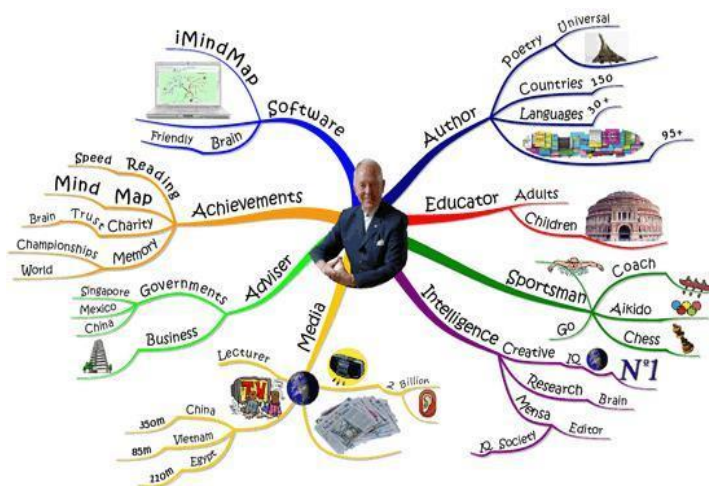 iMindMap
Software
Friendly Brain
Author
Poetry
Universal
Countries 150
Languages 30+
95+
Educator
Adults
Children
Sportsman
Coach
Aikido
Chess
Go
Intelligence
Creative IQ
Nº1
Research
Brain
Mensa
Editor
IQ Society
Media
Lecturer
TV
2 Billion
China
350m
Vietnam
85m
Egypt
110m
Adviser
Governments
Singapore
Mexico
China
Business
Achievements
Speed Reading
Mind Map
Brain Trust Charity
Memory
Championships
World